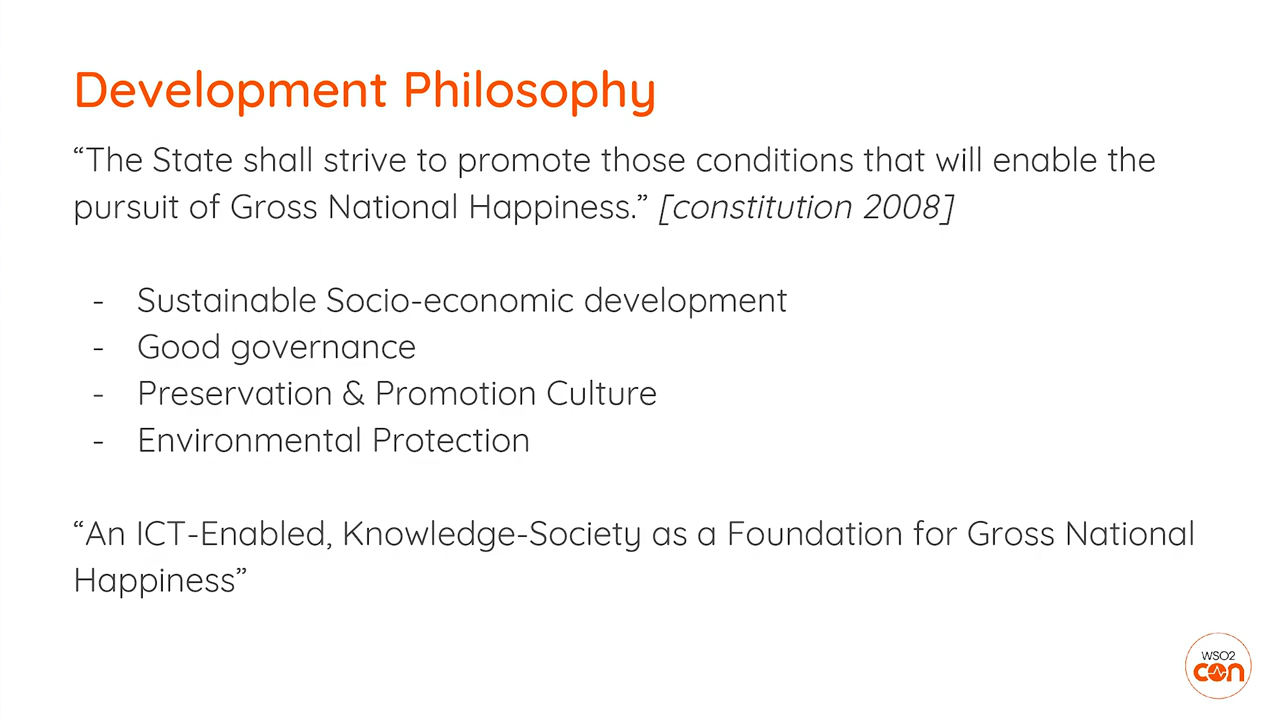 Development Philosophy
“The State shall strive to promote those conditions that will enable the
pursuit of Gross National Happiness.” [constitution 2008]
- Sustainable Socio-economic development
- Good governance
- Preservation & Promotion Culture
- Environmental Protection
“An ICT-Enabled, Knowledge-Society as a Foundation for Gross National
Happiness”
WSO2
con